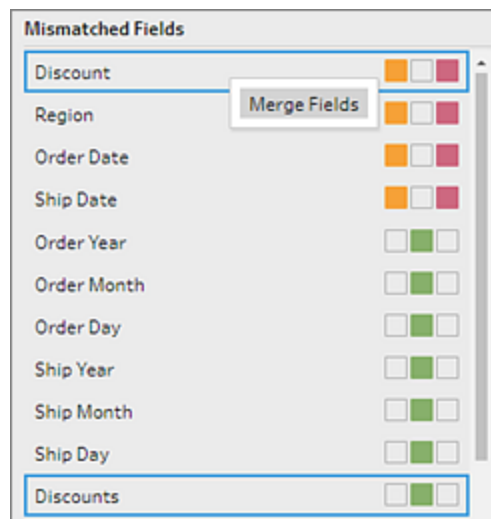 Mismatched Fields
Discount
Merge Fields
Region
Order Date
Ship Date
Order Year
Order Month
Order Day
Ship Year
Ship Month
Ship Day
Discounts